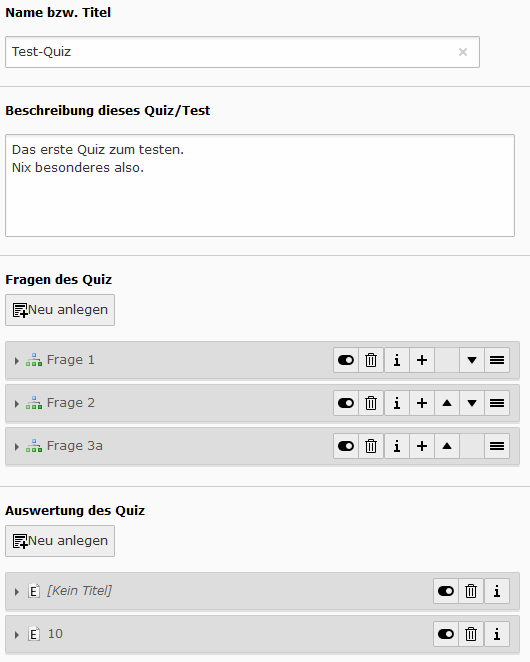 Name bzw. Titel
Test-Quiz
Beschreibung dieses Quiz/Test
Das erste Quiz zum testen.
Nix besonderes also.
Fragen des Quiz
Neu anlegen
Frage 1
Frage 2
Frage 3a
Auswertung des Quiz
Neu anlegen
E [Kein Titel]
E 10